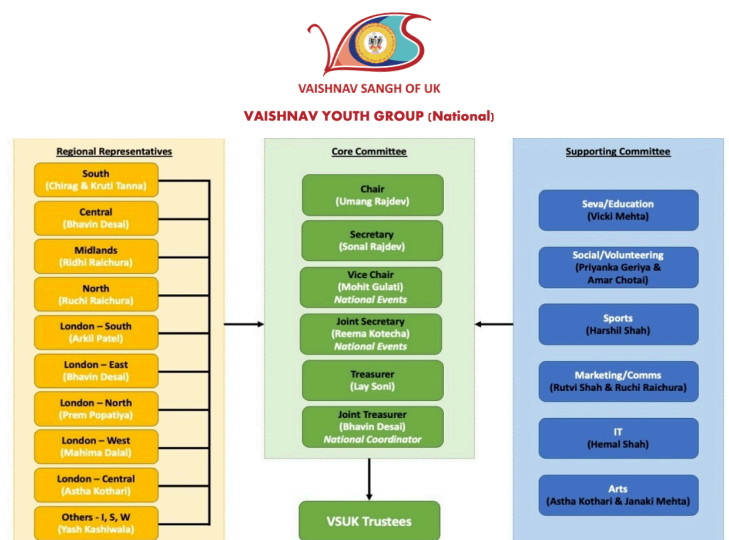 VCS
VAISHNAV SANGH OF UK
VAISHNAV YOUTH GROUP (National)
Regional Representatives
South
(Chirag & Kruti Tanna)
Central
(Bhavin Desai)
Midlands
(Ridhi Raichura)
North
(Ruchi Raichura)
London – South
(Arkil Patel)
London – East
(Bhavin Desai)
London – North
(Prem Popatiya)
London – West
(Mahima Dalal)
London – Central
(Astha Kothari)
Others - I, S, W
(Yash Kashiwala)
Core Committee
Chair
(Umang Rajdev)
Secretary
(Sonal Rajdev)
Vice Chair
(Mohit Gulati)
National Events
Joint Secretary
(Reema Kotecha)
National Events
Treasurer
(Lay Soni)
Joint Treasurer
(Bhavin Desai)
National Coordinator
VSUK Trustees
Supporting Committee
Seva/Education
(Vicki Mehta)
Social/Volunteering
(Priyanka Geriya &
Amar Chotai)
Sports
(Harshil Shah)
Marketing/Comms
(Rutvi Shah & Ruchi Raichura)
IT
(Hemal Shah)
Arts
(Astha Kothari & Janaki Mehta)